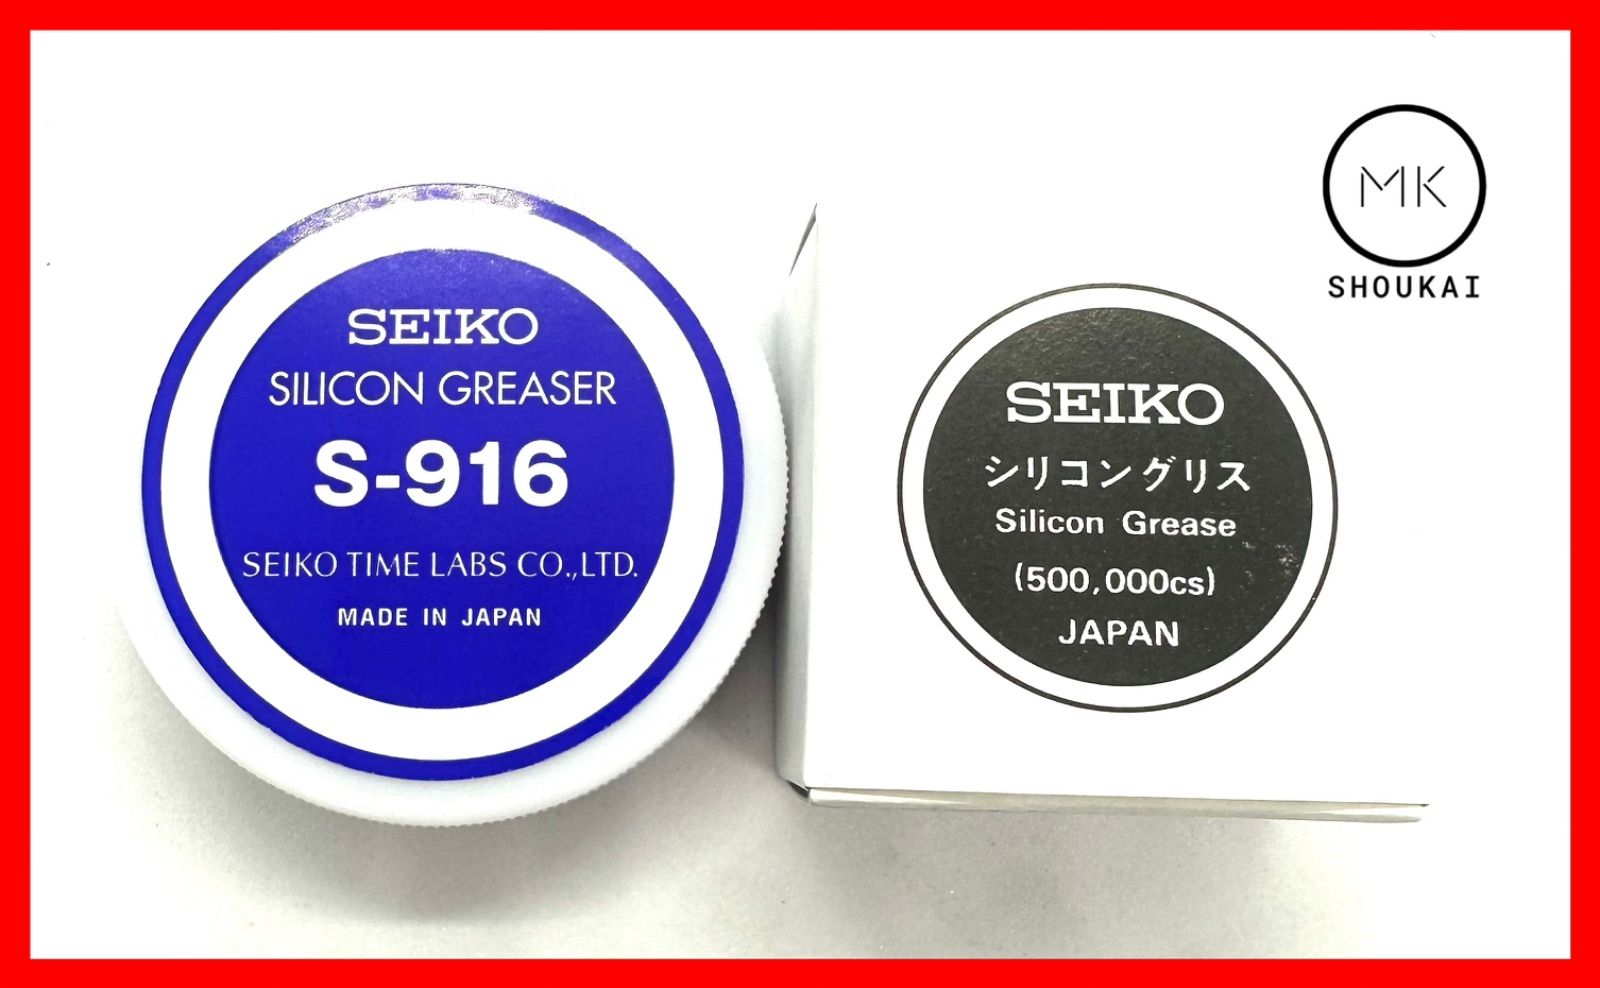 SEIKO
SILICON GREASER
S-916
SEIKO TIME LABS CO.,LTD.
MADE IN JAPAN
SEIKO
シリコングリス
Silicon Grease
(500,000cs)
JAPAN
MK
SHOUKAI